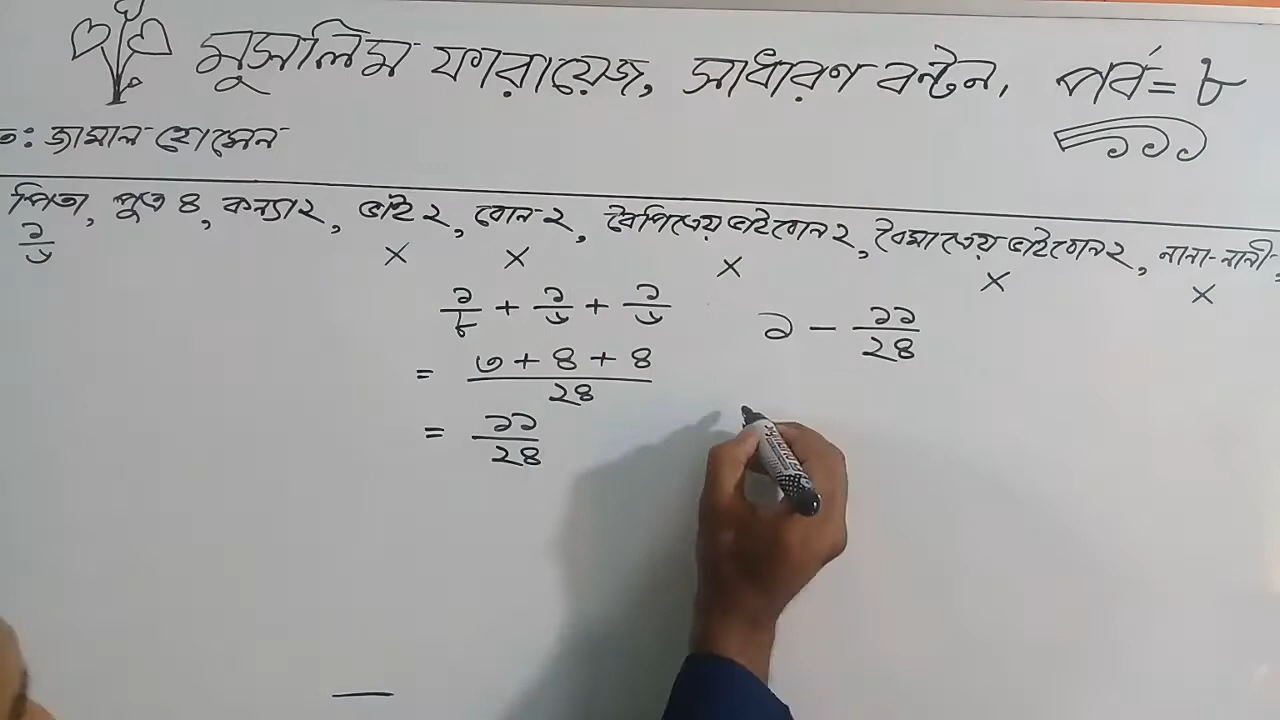 মুসলিম ফারায়েজ, সাধারণ বন্টন, পর্ব = ৮
: জামাল হোসেন
পিতা, পুত্র ৪, কন্যা ২, ভাই ২, বোন ২, বৈপিত্রেয় ভাইবোন ২, বৈমাত্রেয় ভাইবোন ২, নানা-নানী,
১/৬ × × × × ×
১/৮ + ১/৬ + ১/৬
= ৩ + ৪ + ৪/২৪
= ১১/২৪
১ - ১১/২৪